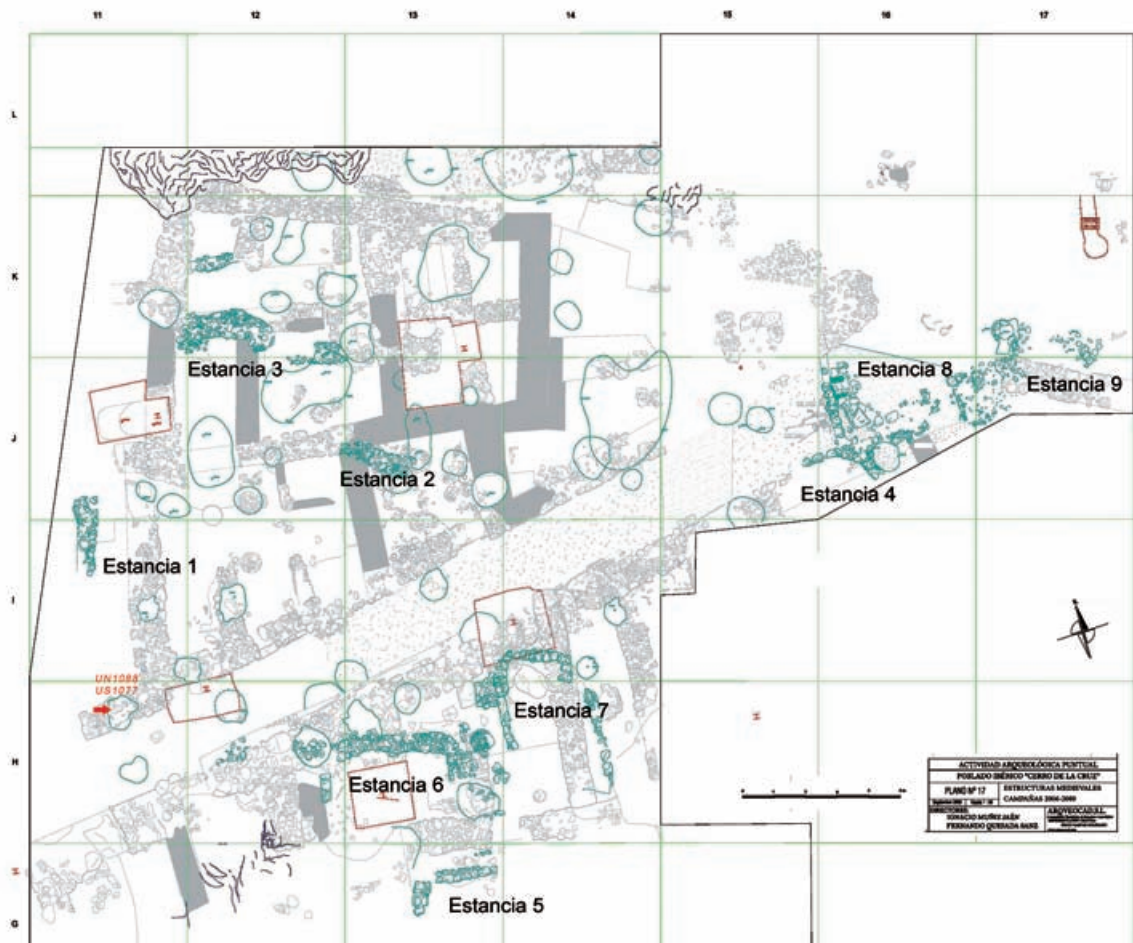 11 12 13 14 15 16 17
L
K
Estancia 3
Estancia 8
Estancia 9
J
Estancia 2
Estancia 4
Estancia 1
I
UN1088
US1077
Estancia 7
H
Estancia 6
Estancia 5
G
ACTIVIDAD ARQUEOLÓGICA PUNTUAL
POBLADO IBÉRICO "CERRO DE LA CRUZ"
PLANO Nº 17
ESTRUCTURAS MEDIEVALES
CAMPAÑAS 2006-2009
IGNACIO MUÑIZ JAÉN
FERNANDO QUESADA SANZ